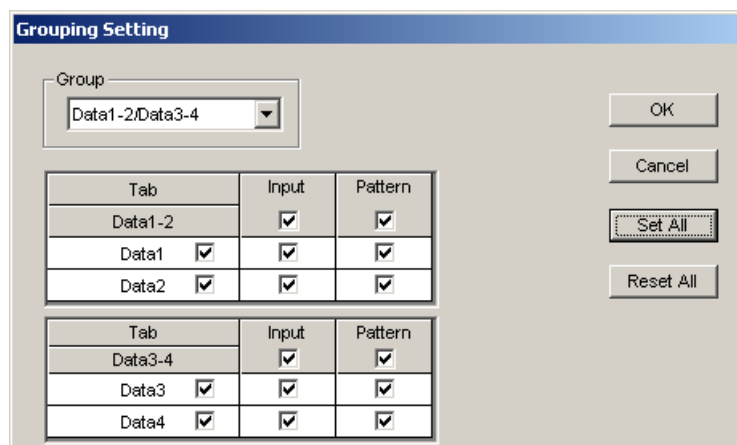 Grouping Setting
Group
Data1-2/Data3-4
OK
Cancel
Set All
Reset All
Tab Input Pattern
Data1-2
Data1
Data2
Tab Input Pattern
Data3-4
Data3
Data4